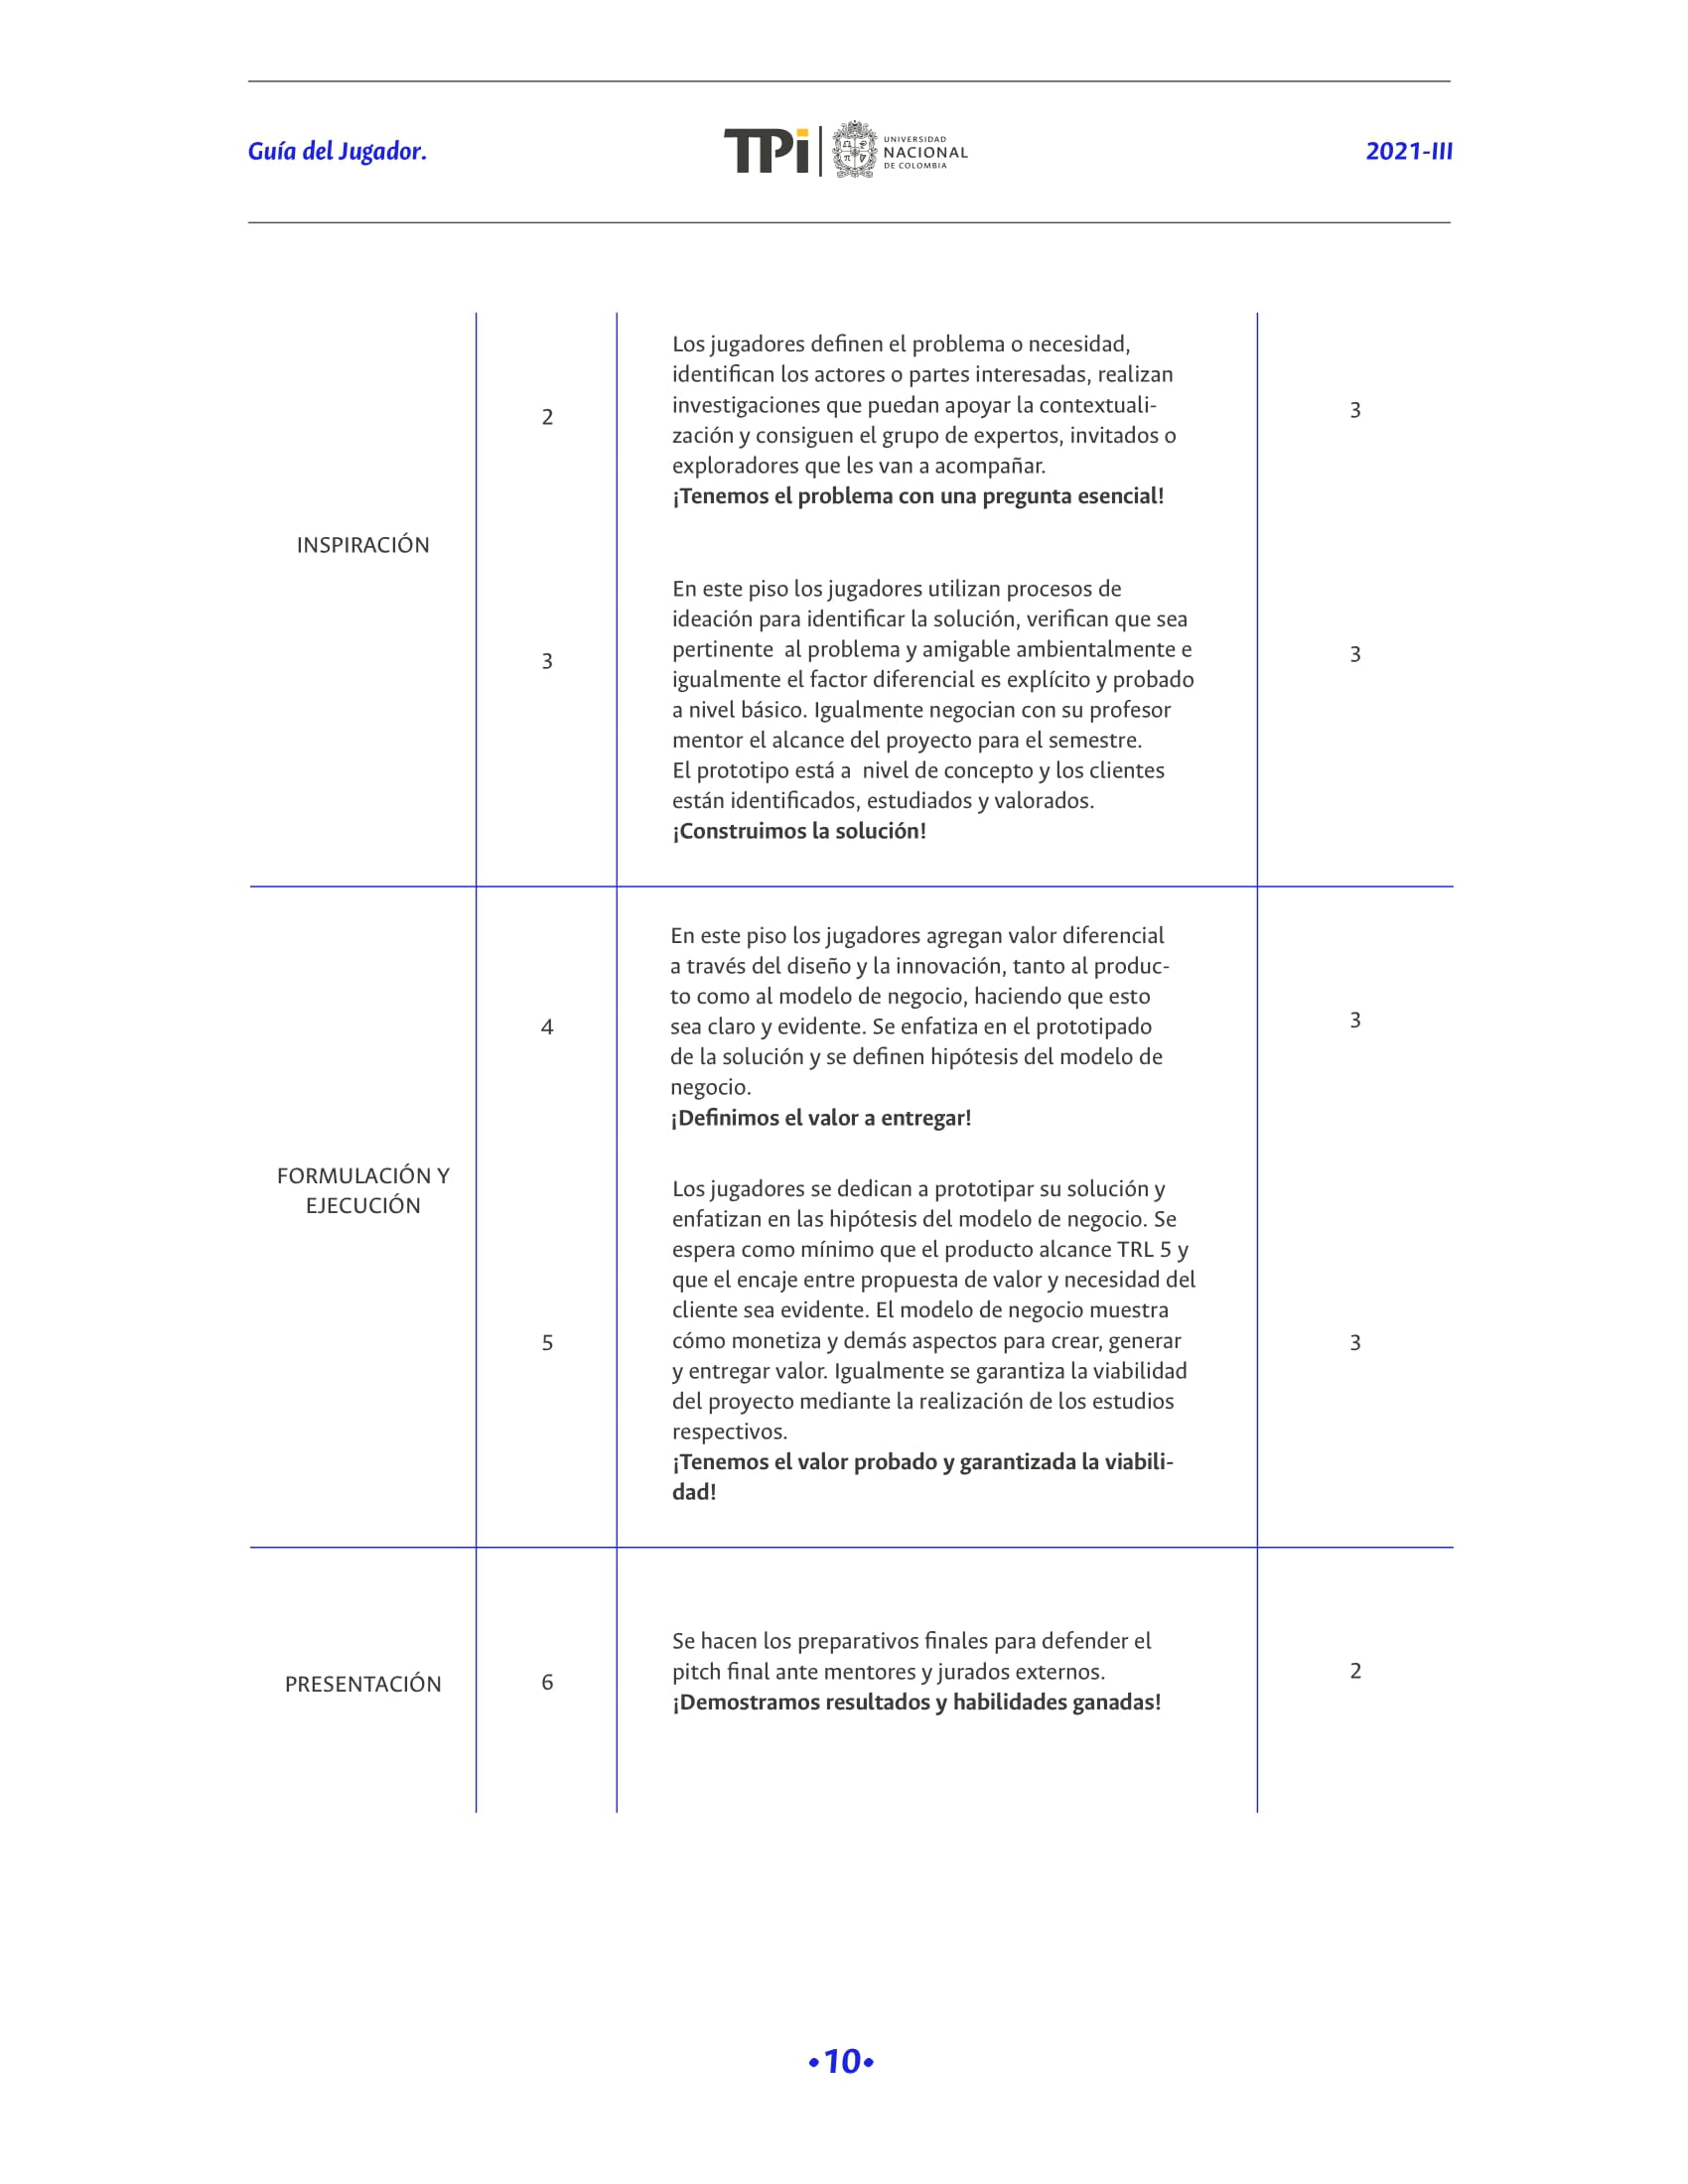 Guía del Jugador.
TPi
UNIVERSIDAD
NACIONAL
DE COLOMBIA
2021-III
INSPIRACIÓN
2
Los jugadores definen el problema o necesidad,
identifican los actores o partes interesadas, realizan
investigaciones que puedan apoyar la contextuali-
zación y consiguen el grupo de expertos, invitados o
exploradores que les van a acompañar.
¡Tenemos el problema con una pregunta esencial!
3
3
En este piso los jugadores utilizan procesos de
ideación para identificar la solución, verifican que sea
pertinente  al problema y amigable ambientalmente e
igualmente el factor diferencial es explícito y probado
a nivel básico. Igualmente negocian con su profesor
mentor el alcance del proyecto para el semestre.
El prototipo está a  nivel de concepto y los clientes
están identificados, estudiados y valorados.
¡Construimos la solución!
3
FORMULACIÓN Y
EJECUCIÓN
4
En este piso los jugadores agregan valor diferencial
a través del diseño y la innovación, tanto al produc-
to como al modelo de negocio, haciendo que esto
sea claro y evidente. Se enfatiza en el prototipado
de la solución y se definen hipótesis del modelo de
negocio.
¡Definimos el valor a entregar!
3
5
Los jugadores se dedican a prototipar su solución y
enfatizan en las hipótesis del modelo de negocio. Se
espera como mínimo que el producto alcance TRL 5 y
que el encaje entre propuesta de valor y necesidad del
cliente sea evidente. El modelo de negocio muestra
cómo monetiza y demás aspectos para crear, generar
y entregar valor. Igualmente se garantiza la viabilidad
del proyecto mediante la realización de los estudios
respectivos.
¡Tenemos el valor probado y garantizada la viabili-
dad!
3
PRESENTACIÓN
6
Se hacen los preparativos finales para defender el
pitch final ante mentores y jurados externos.
¡Demostramos resultados y habilidades ganadas!
2
•10•